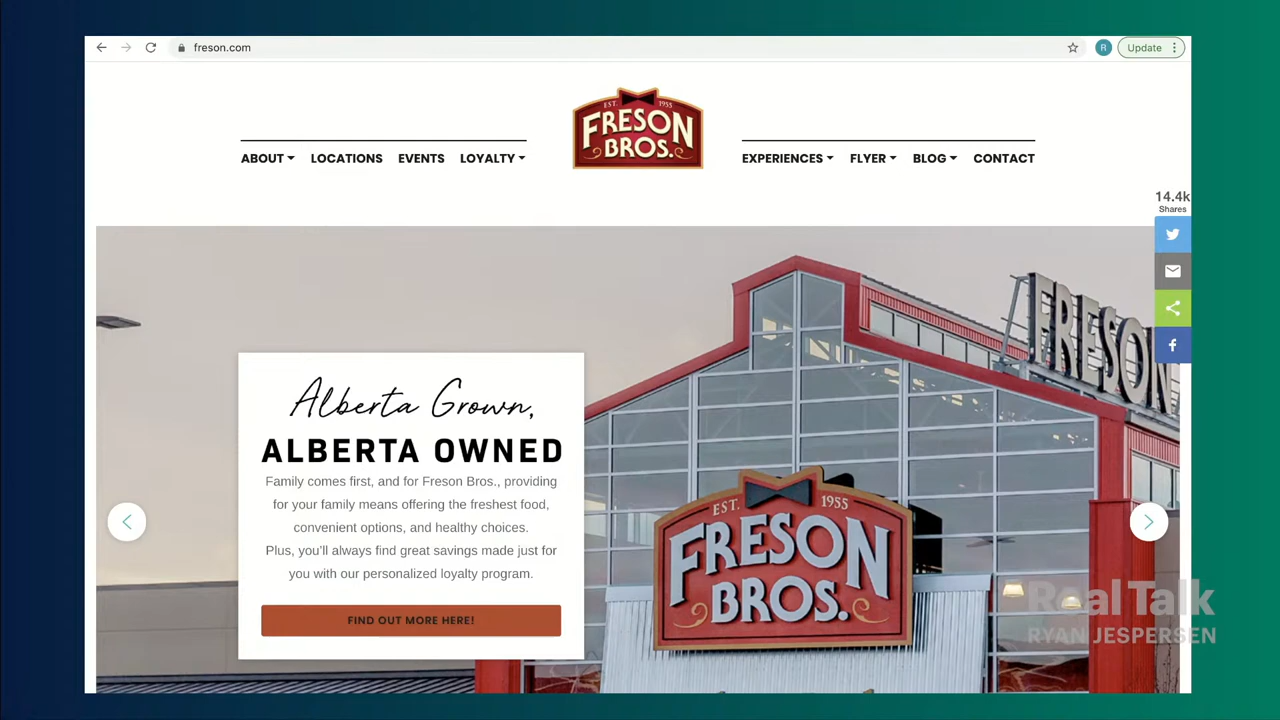 freson.com
R
Update
EST. 1955
FRESON
BROS.
ABOUT
LOCATIONS
EVENTS
LOYALTY
EXPERIENCES
FLYER
BLOG
CONTACT
14.4k
Shares
FRESON
Alberta Grown,
ALBERTA OWNED
Family comes first, and for Freson Bros., providing
for your family means offering the freshest food,
convenient options, and healthy choices.
Plus, you'll always find great savings made just for
you with our personalized loyalty program.
FIND OUT MORE HERE!
EST. 1955
FRESON
BROS.
Real Talk
RYAN JESPERSEN